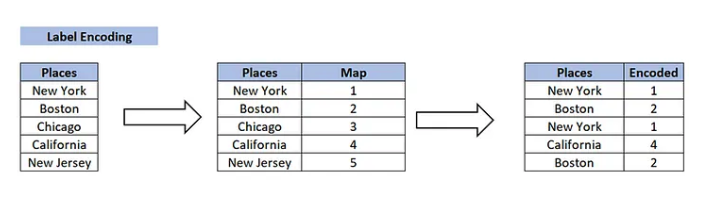 Label Encoding
Places
New York
Boston
Chicago
California
New Jersey
Places Map
New York 1
Boston 2
Chicago 3
California 4
New Jersey 5
Places Encoded
New York 1
Boston 2
New York 1
California 4
Boston 2